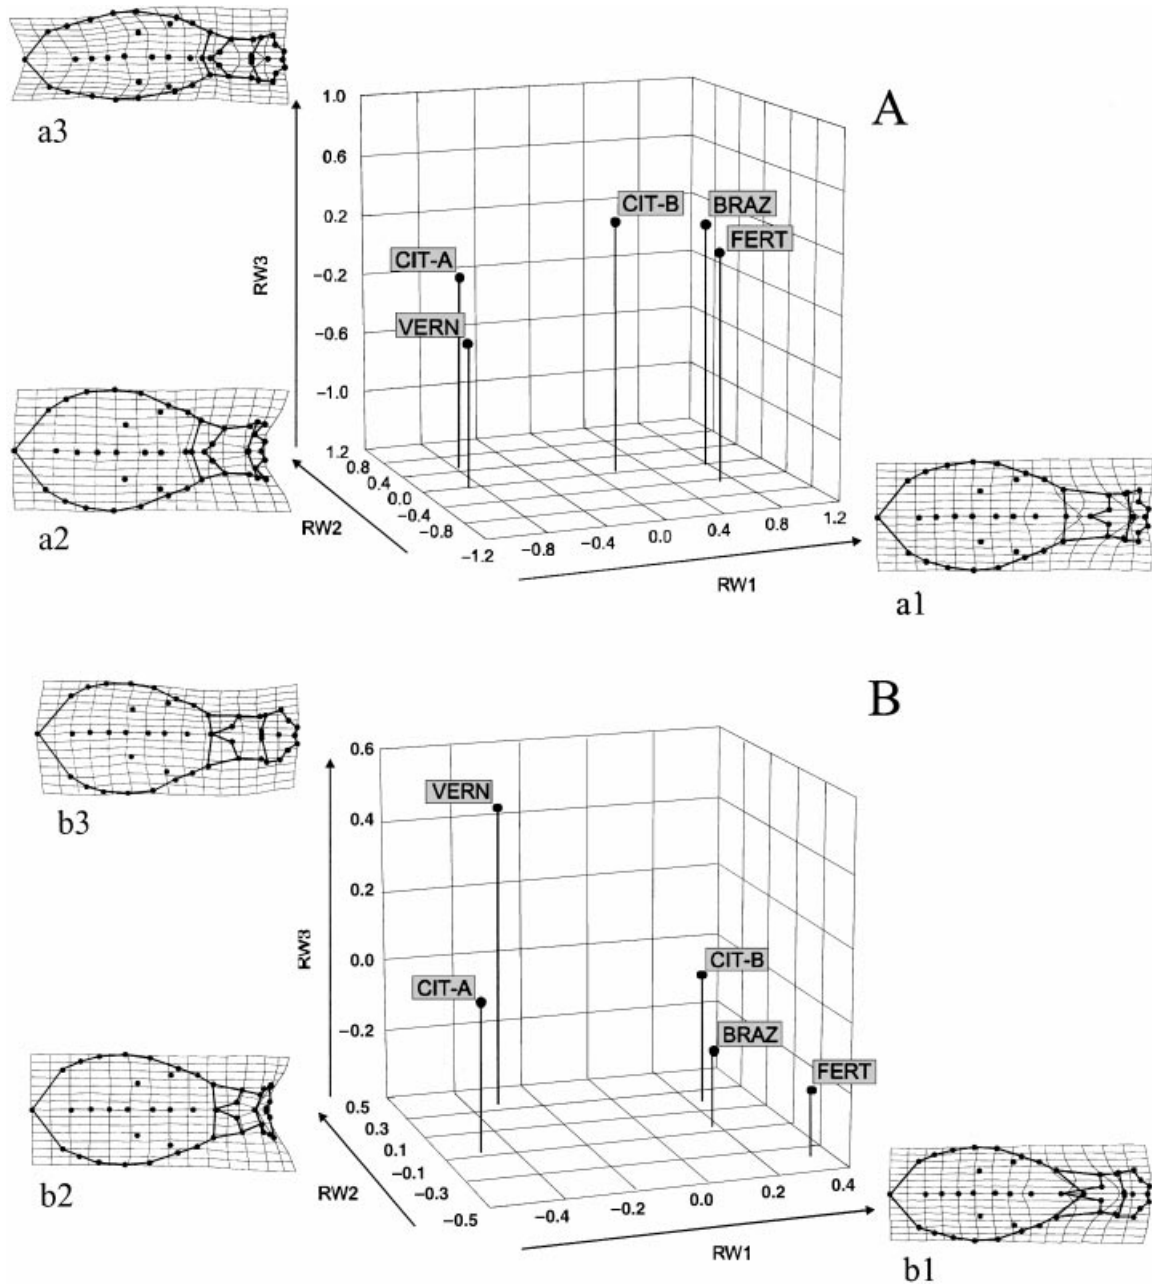 a3
A
1.0
0.6
0.2
−0.2
−0.6
−1.0
RW3
CIT-B
BRAZ
FERT
CIT-A
VERN
1.2
0.8
0.4
0.0
−0.4
−0.8
−1.2
RW2
−0.8
−0.4
0.0
0.4
0.8
1.2
RW1
a2
a1
B
b3
0.6
0.4
0.2
0.0
−0.2
RW3
VERN
CIT-A
CIT-B
BRAZ
FERT
0.5
0.3
0.1
−0.1
−0.3
−0.5
RW2
−0.4
−0.2
0.0
0.2
0.4
RW1
b2
b1